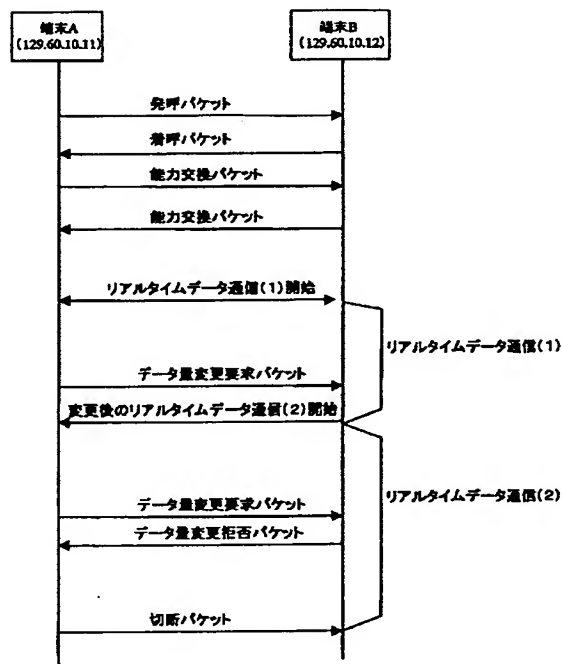 端末A
(129.60.10.11)
端末B
(129.60.10.12)
発呼パケット
着呼パケット
能力交換パケット
能力交換パケット
リアルタイムデータ通信(1)開始
リアルタイムデータ通信(1)
データ量変更要求パケット
変更後のリアルタイムデータ通信(2)開始
リアルタイムデータ通信(2)
データ量変更要求パケット
データ量変更拒否パケット
切断パケット